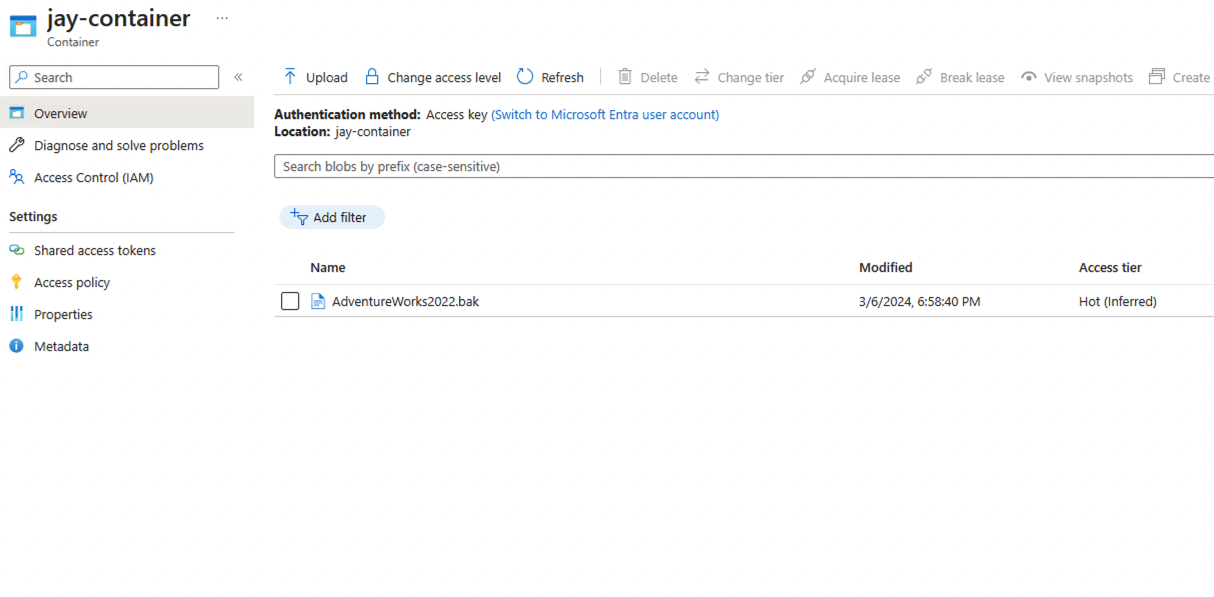 jay-container ...
Container
Search «
Upload Change access level Refresh Delete Change tier Acquire lease Break lease View snapshots Create
Overview
Authentication method: Access key (Switch to Microsoft Entra user account)
Location: jay-container
Diagnose and solve problems
Search blobs by prefix (case-sensitive)
Access Control (IAM)
Settings
Add filter
Shared access tokens
Name Modified Access tier
Access policy
AdventureWorks2022.bak 3/6/2024, 6:58:40 PM Hot (Inferred)
Properties
Metadata